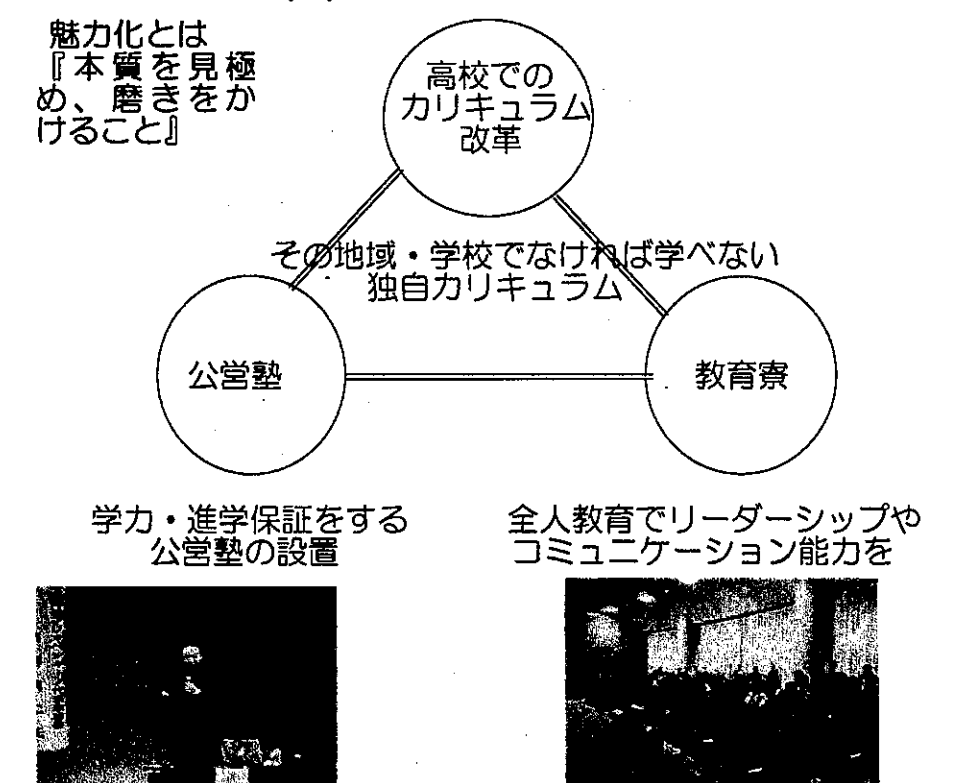 魅力化とは
『本質を見極
め、磨きをか
けること』
高校での
カリキュラム
改革
その地域・学校でなければ学べない
独自カリキュラム
公営塾
教育寮
学力・進学保証をする
公営塾の設置
全人教育でリーダーシップや
コミュニケーション能力を